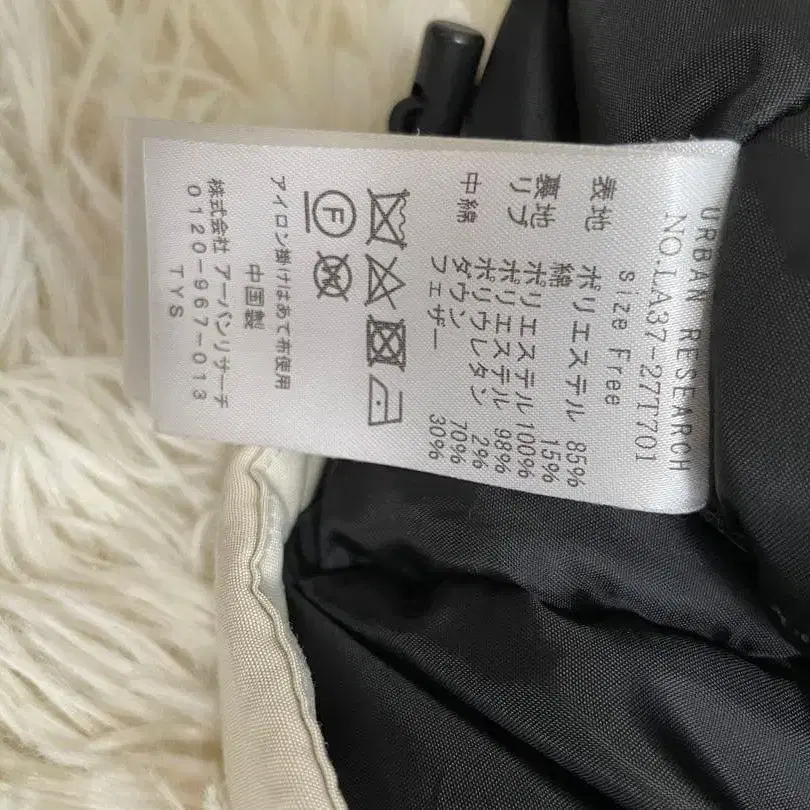 URBAN RESEARCH
NO.LA37-27T701
size Free
表地 ポリエステル 85%
綿 15%
裏地 ポリエステル 100%
リブ ポリエステル 98%
ポリウレタン 2%
中綿 ダウン 70%
フェザー 30%
F W
アイロン掛けはあて布使用
中国製
株式会社 アーバンリサーチ
0120-967-013
TYS